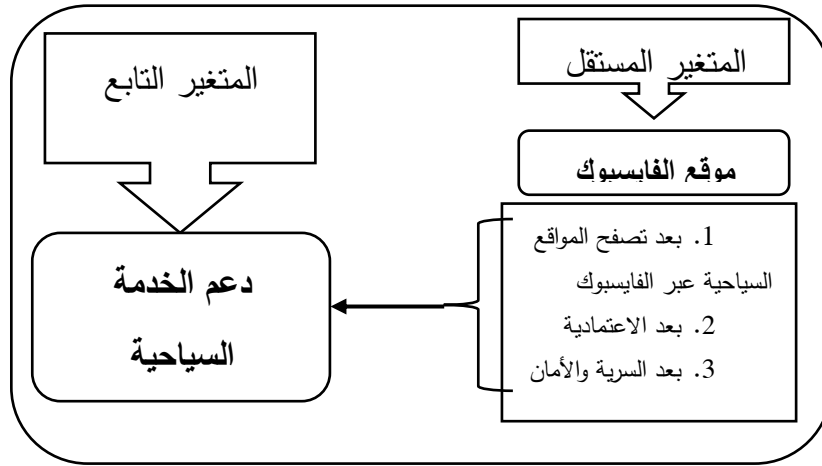 المتغير المستقل
موقع الفايسبوك
1. بعد تصفح المواقع
السياحية عبر الفايسبوك
2. بعد الاعتمادية
3. بعد السرية والأمان
المتغير التابع
دعم الخدمة
السياحية